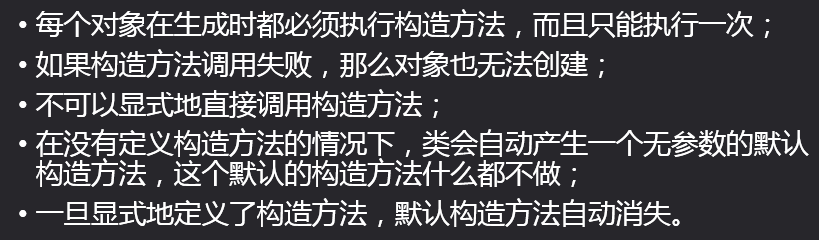 • 每个对象在生成时都必须执行构造方法，而且只能执行一次；
• 如果构造方法调用失败，那么对象也无法创建；
• 不可以显式地直接调用构造方法；
• 在没有定义构造方法的情况下，类会自动产生一个无参数的默认
构造方法，这个默认的构造方法什么都不做；
• 一旦显式地定义了构造方法，默认构造方法自动消失。